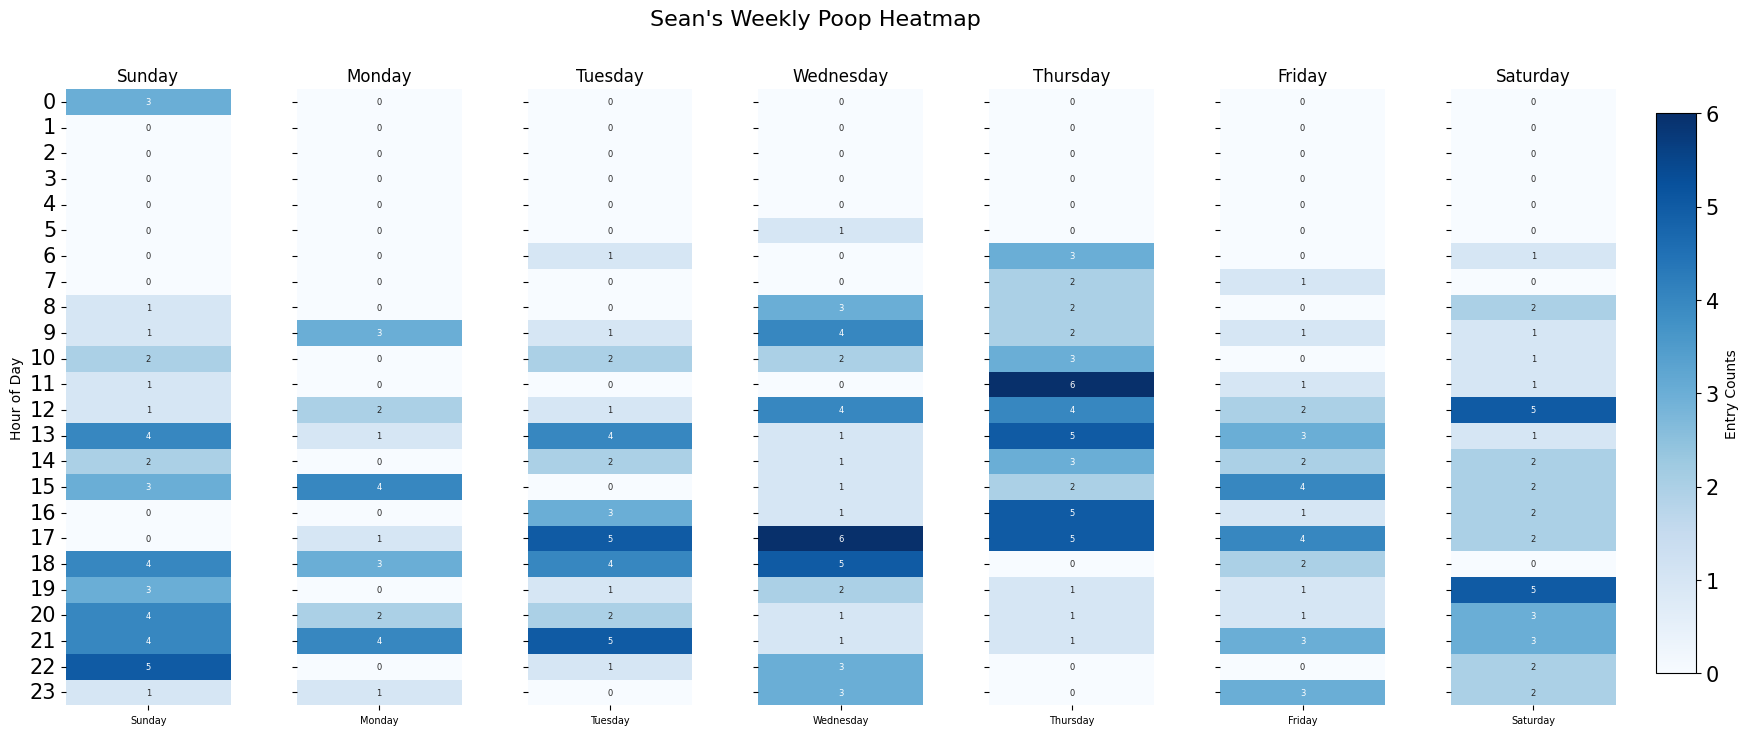 Sean's Weekly Poop Heatmap
Sunday Monday Tuesday Wednesday Thursday Friday Saturday
0 3 0 0 0 0 0 0
1 0 0 0 0 0 0 0
2 0 0 0 0 0 0 0
3 0 0 0 0 0 0 0
4 0 0 0 0 0 0 0
5 0 0 0 1 0 0 0
6 0 0 1 0 3 0 1
7 0 0 0 0 2 1 0
8 1 0 0 3 2 0 2
9 1 3 1 4 2 1 1
10 2 0 2 2 3 0 1
11 1 0 0 0 6 1 1
12 1 2 1 4 4 2 5
13 4 1 4 1 5 3 1
14 2 0 2 1 3 2 2
15 3 4 0 1 2 4 2
16 0 0 3 1 5 1 2
17 0 1 5 6 5 4 2
18 4 3 4 5 0 2 0
19 3 0 1 2 1 1 5
20 4 2 2 1 1 1 3
21 4 4 5 1 1 3 3
22 5 0 1 3 0 0 2
23 1 1 0 3 0 3 2
Sunday Monday Tuesday Wednesday Thursday Friday Saturday
Hour of Day
6
5
4
3
2
1
0
Entry Counts